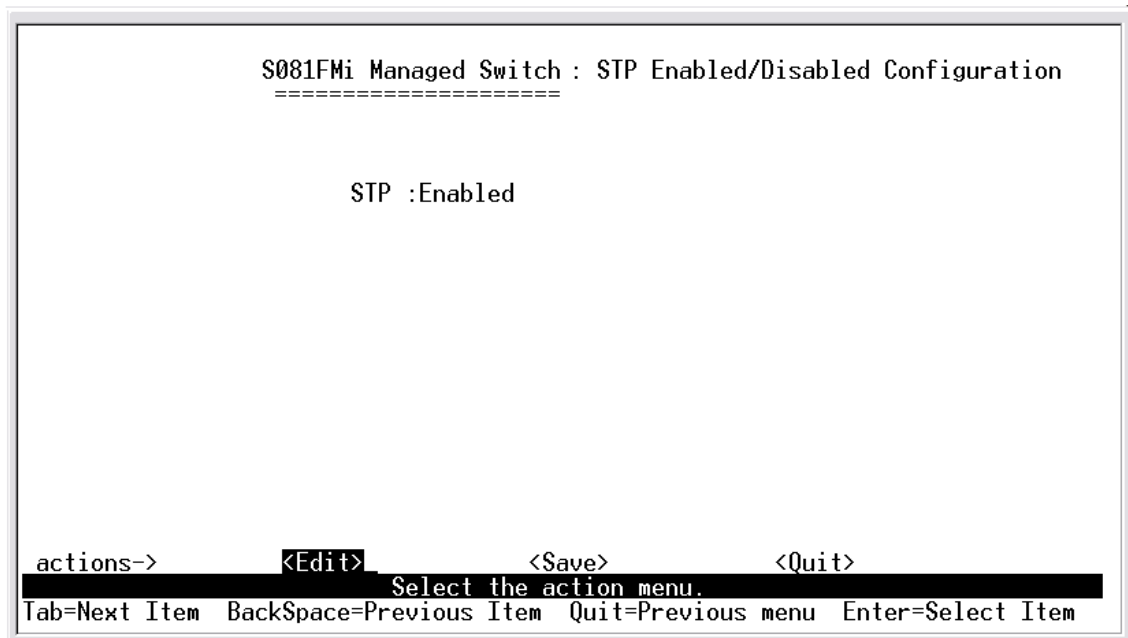 S081FMi Managed Switch : STP Enabled/Disabled Configuration
=====================
STP :Enabled
actions-> <Edit> <Save> <Quit>
Select the action menu.
Tab=Next Item BackSpace=Previous Item Quit=Previous menu Enter=Select Item